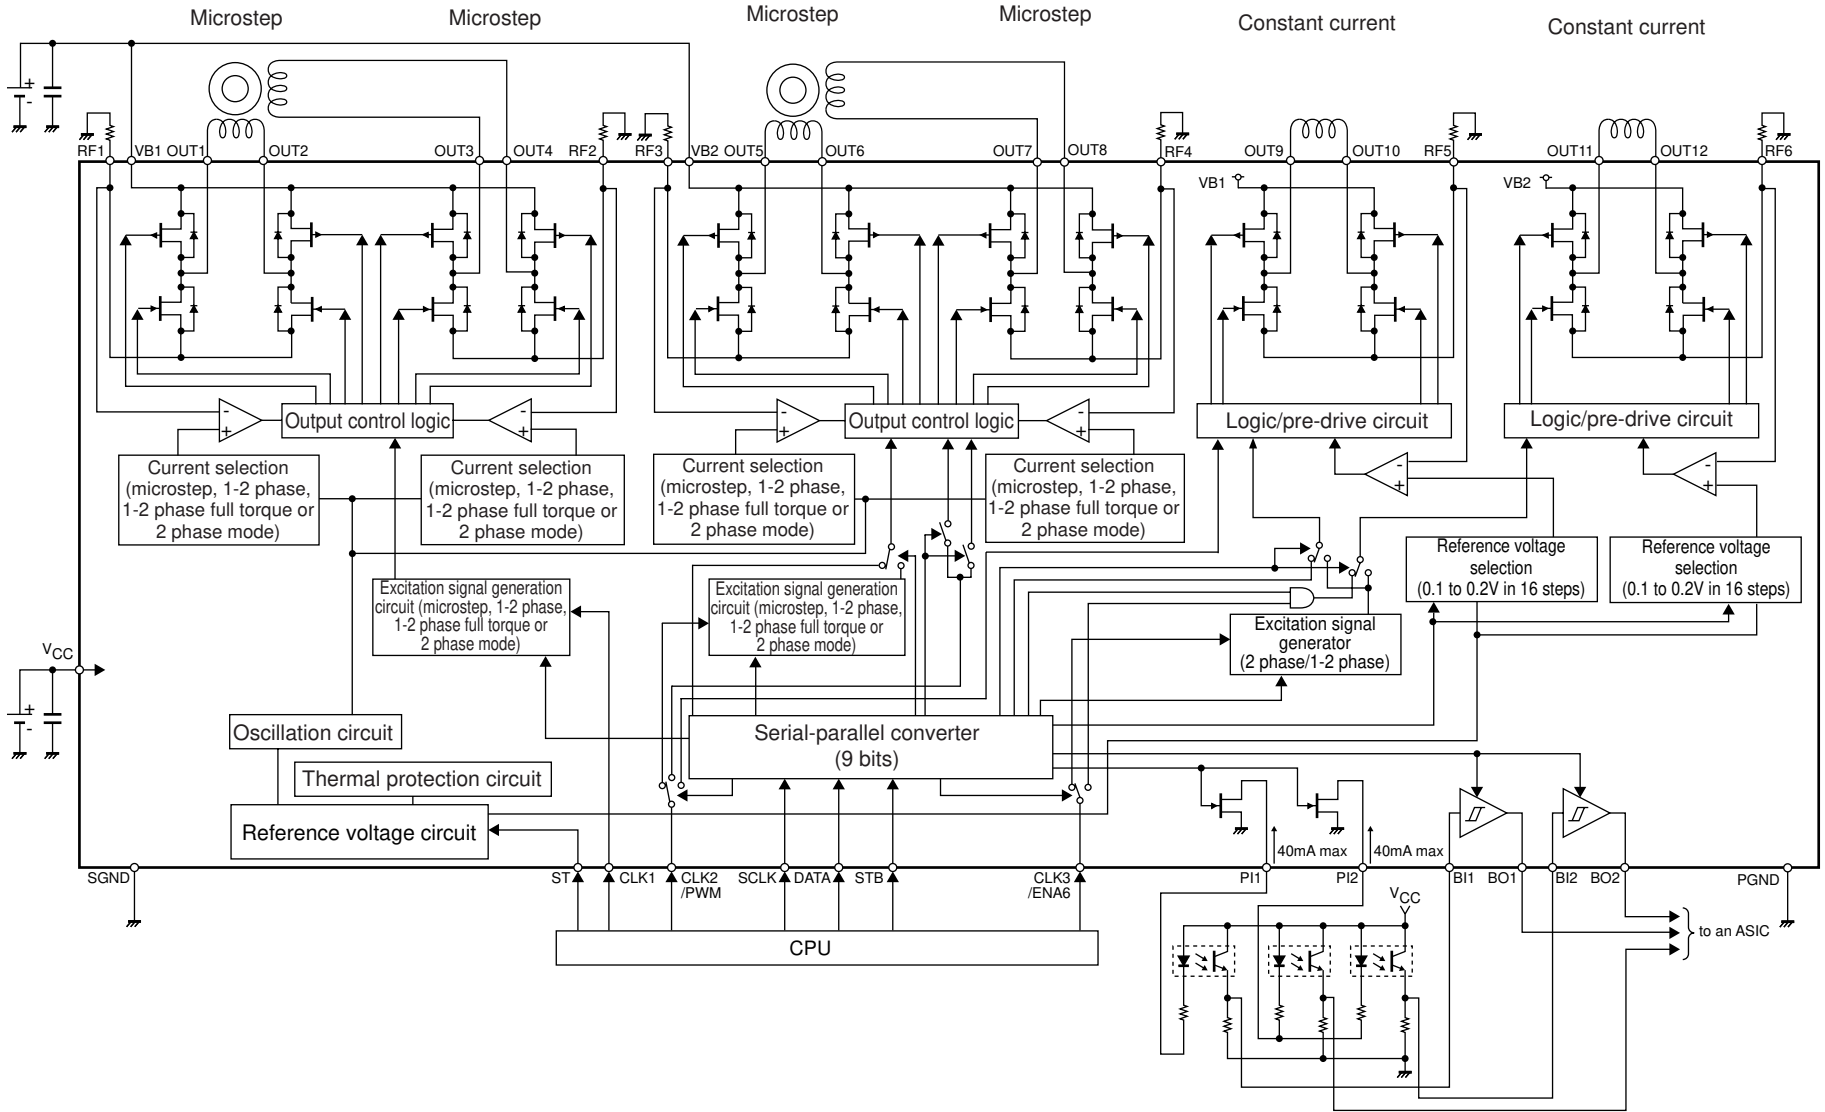 Microstep
Microstep
Microstep
Microstep
Constant current
Constant current
+
-
RF1
VB1
OUT1
OUT2
OUT3
OUT4
RF2
RF3
VB2
OUT5
OUT6
OUT7
OUT8
RF4
OUT9
OUT10
RF5
OUT11
OUT12
RF6
VB1
VB2
-
+
Output control logic
-
+
-
+
Output control logic
-
+
Logic/pre-drive circuit
Logic/pre-drive circuit
-
+
-
+
Current selection
(microstep, 1-2 phase,
1-2 phase full torque or
2 phase mode)
Current selection
(microstep, 1-2 phase,
1-2 phase full torque or
2 phase mode)
Current selection
(microstep, 1-2 phase,
1-2 phase full torque or
2 phase mode)
Current selection
(microstep, 1-2 phase,
1-2 phase full torque or
2 phase mode)
Reference voltage
selection
(0.1 to 0.2V in 16 steps)
Reference voltage
selection
(0.1 to 0.2V in 16 steps)
Excitation signal generation
circuit (microstep, 1-2 phase,
1-2 phase full torque or
2 phase mode)
Excitation signal generation
circuit (microstep, 1-2 phase,
1-2 phase full torque or
2 phase mode)
Excitation signal
generator
(2 phase/1-2 phase)
VCC
+
-
Oscillation circuit
Thermal protection circuit
Reference voltage circuit
Serial-parallel converter
(9 bits)
40mA max
40mA max
SGND
ST
CLK1
CLK2
/PWM
SCLK
DATA
STB
CLK3
/ENA6
PI1
PI2
BI1
BO1
BI2
BO2
PGND
VCC
CPU
to an ASIC